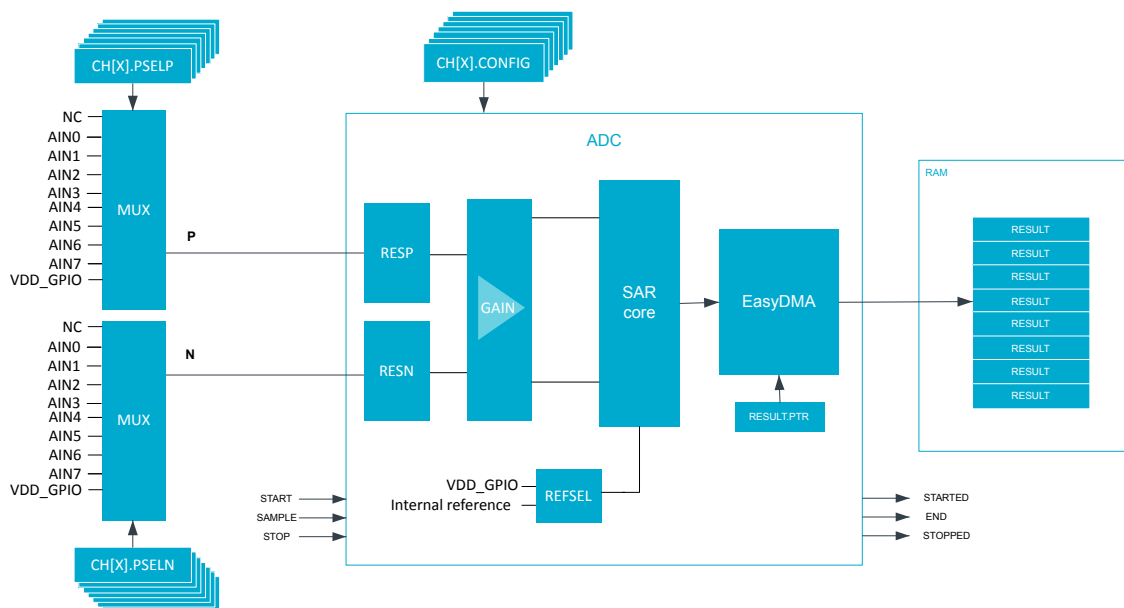 CH[X].PSELP
CH[X].CONFIG
NC
AIN0
AIN1
AIN2
AIN3
AIN4
AIN5
AIN6
AIN7
VDD_GPIO
MUX
P
NC
AIN0
AIN1
AIN2
AIN3
AIN4
AIN5
AIN6
AIN7
VDD_GPIO
MUX
N
CH[X].PSELN
ADC
RESP
RESN
GAIN
SAR
core
EasyDMA
RESULT.PTR
VDD_GPIO
Internal reference
REFSEL
START
SAMPLE
STOP
STARTED
END
STOPPED
RAM
RESULT
RESULT
RESULT
RESULT
RESULT
RESULT
RESULT
RESULT